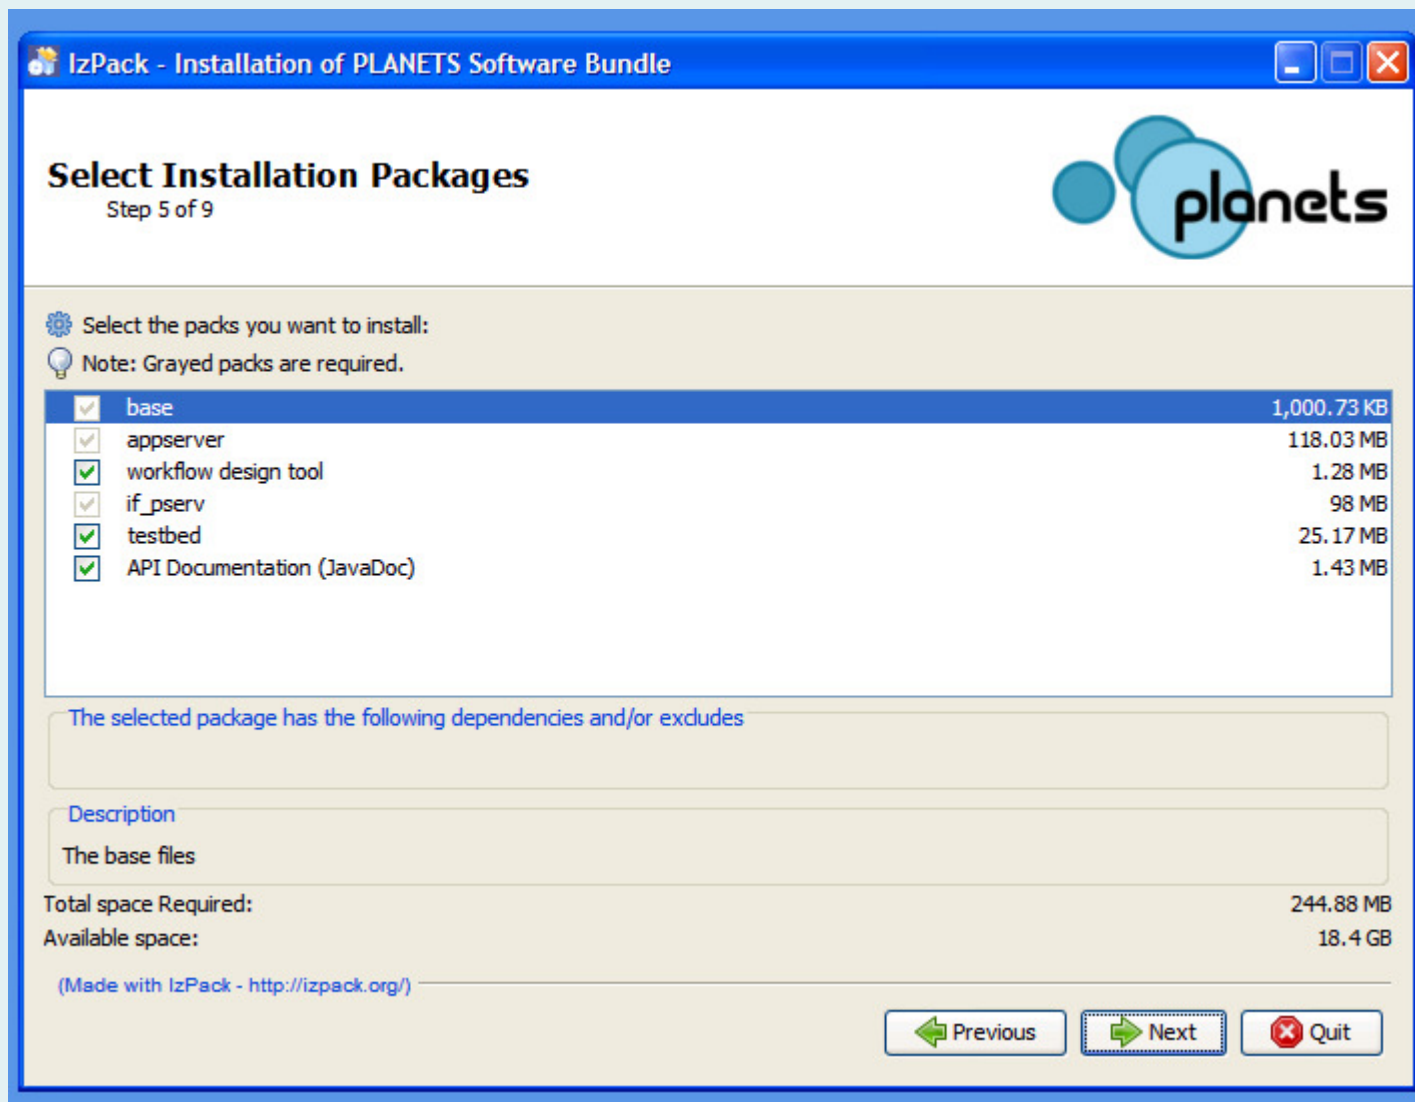 IzPack - Installation of PLANETS Software Bundle
Select Installation Packages
Step 5 of 9
planets
Select the packs you want to install:
Note: Grayed packs are required.
base 1,000.73 KB
appserver 118.03 MB
workflow design tool 1.28 MB
if_pserv 98 MB
testbed 25.17 MB
API Documentation (JavaDoc) 1.43 MB
The selected package has the following dependencies and/or excludes
Description
The base files
Total space Required: 244.88 MB
Available space: 18.4 GB
(Made with IzPack - http://izpack.org/)
Previous Next Quit